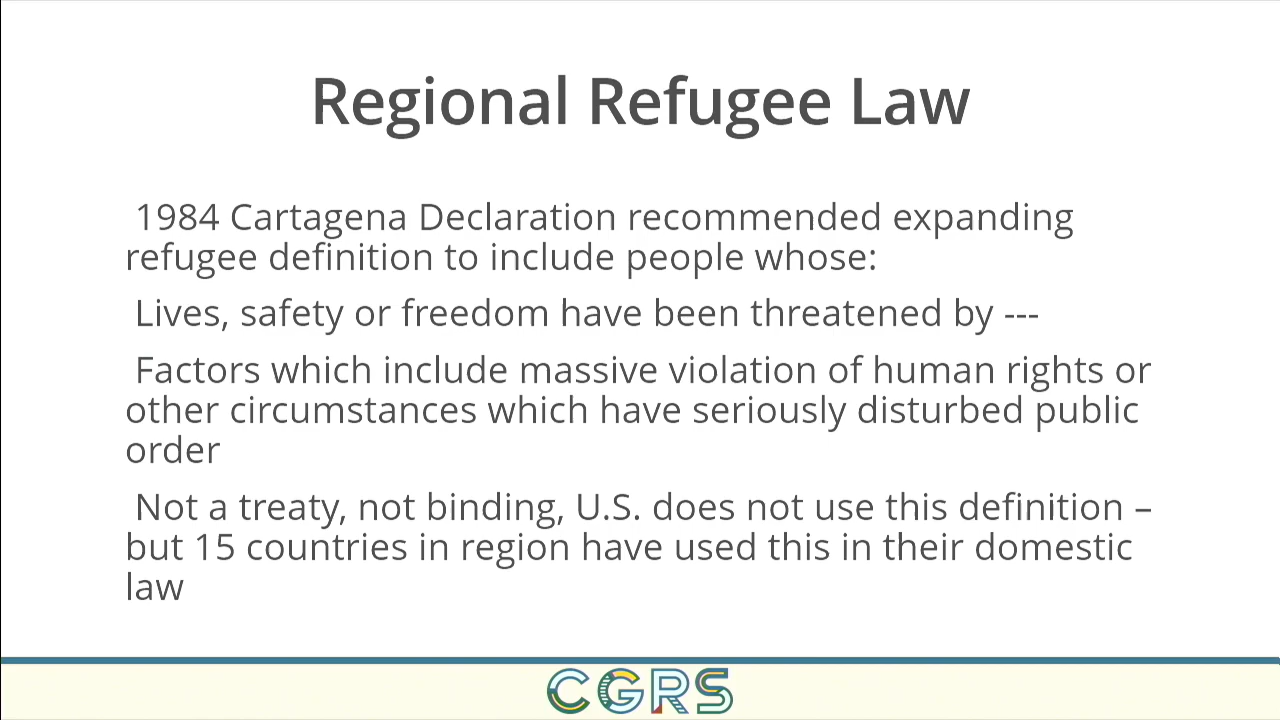 Regional Refugee Law
1984 Cartagena Declaration recommended expanding
refugee definition to include people whose:
Lives, safety or freedom have been threatened by ---
Factors which include massive violation of human rights or
other circumstances which have seriously disturbed public
order
Not a treaty, not binding, U.S. does not use this definition –
but 15 countries in region have used this in their domestic
law
CGRS